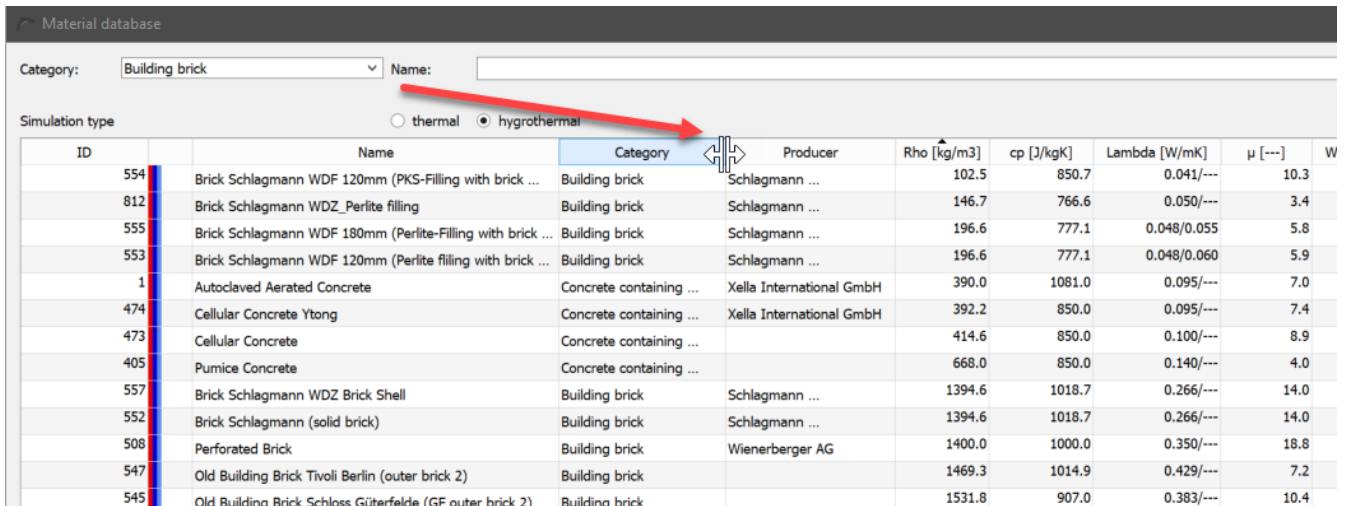 Material database
Category: Building brick Name:
Simulation type thermal hygrothermal
ID Name Category Producer Rho [kg/m3] cp [J/kgK] Lambda [W/mK] μ [---] W
554 Brick Schlagmann WDF 120mm (PKS-Filling with brick ... Building brick Schlagmann ... 102.5 850.7 0.041/--- 10.3
812 Brick Schlagmann WDZ_Perlite filling Building brick Schlagmann ... 146.7 766.6 0.050/--- 3.4
555 Brick Schlagmann WDF 180mm (Perlite-Filling with brick ... Building brick Schlagmann ... 196.6 777.1 0.048/0.055 5.8
553 Brick Schlagmann WDF 120mm (Perlite fliling with brick ... Building brick Schlagmann ... 196.6 777.1 0.048/0.060 5.9
1 Autoclaved Aerated Concrete Concrete containing ... Xella International GmbH 390.0 1081.0 0.095/--- 7.0
474 Cellular Concrete Ytong Concrete containing ... Xella International GmbH 392.2 850.0 0.095/--- 7.4
473 Cellular Concrete Concrete containing ... 414.6 850.0 0.100/--- 8.9
405 Pumice Concrete Concrete containing ... 668.0 850.0 0.140/--- 4.0
557 Brick Schlagmann WDZ Brick Shell Building brick Schlagmann ... 1394.6 1018.7 0.266/--- 14.0
552 Brick Schlagmann (solid brick) Building brick Schlagmann ... 1394.6 1018.7 0.266/--- 14.0
508 Perforated Brick Building brick Wienerberger AG 1400.0 1000.0 0.350/--- 18.8
547 Old Building Brick Tivoli Berlin (outer brick 2) Building brick 1469.3 1014.9 0.429/--- 7.2
545 Old Building Brick Schloss Güterfelde (GF outer brick 2) Building brick 1531.8 907.0 0.383/--- 10.4